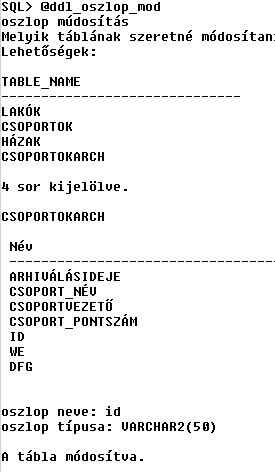 SQL> @ddl_oszlop_mod
oszlop módosítás
Melyik táblának szeretné módosítan
Lehetőségek:
TABLE_NAME
------------------------------
LAKÓK
CSOPORTOK
HÁZAK
CSOPORTOKARCH
4 sor kijelölve.
CSOPORTOKARCH
Név
------------------------------------
ARHIVÁLÁSIDEJE
CSOPORT_NÉV
CSOPORTVEZETŐ
CSOPORT_PONTSZÁM
ID
WE
DFG
oszlop neve: id
oszlop típusa: VARCHAR2(50)
A tábla módosítva.